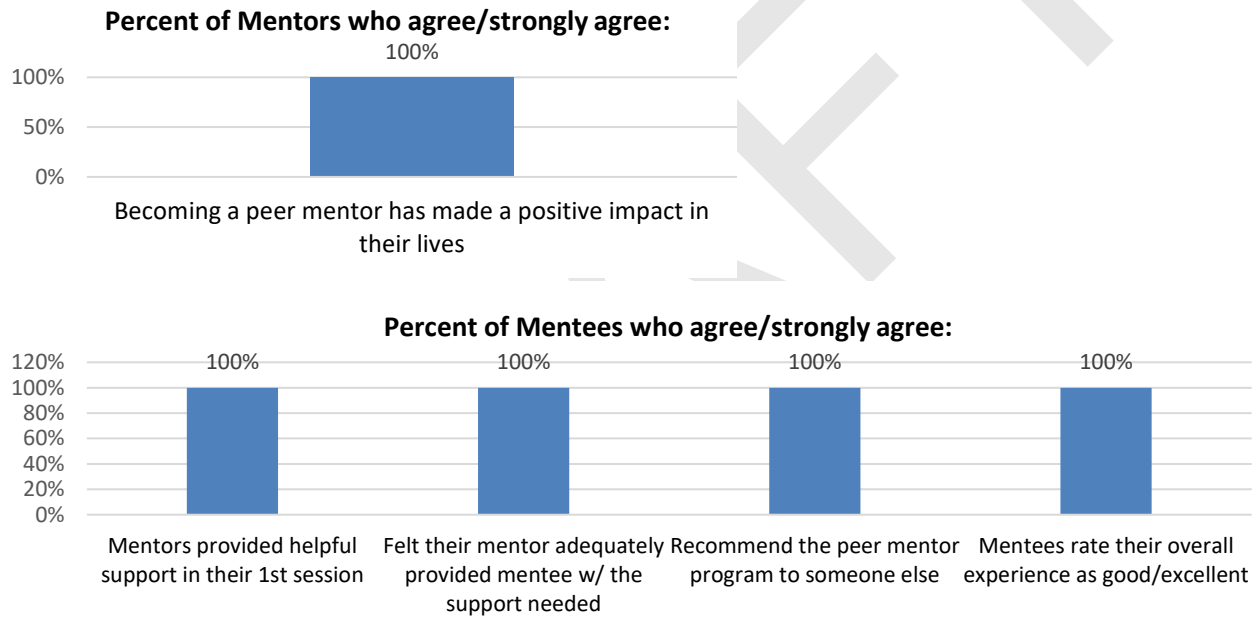 Percent of Mentors who agree/strongly agree:
100%
100%
50%
0%
Becoming a peer mentor has made a positive impact in
their lives
Percent of Mentees who agree/strongly agree:
120%
100%
80%
60%
40%
20%
0%
100%
100%
100%
100%
Mentors provided helpful
support in their 1st session
Felt their mentor adequately
provided mentee w/ the
support needed
Recommend the peer mentor
program to someone else
Mentees rate their overall
experience as good/excellent